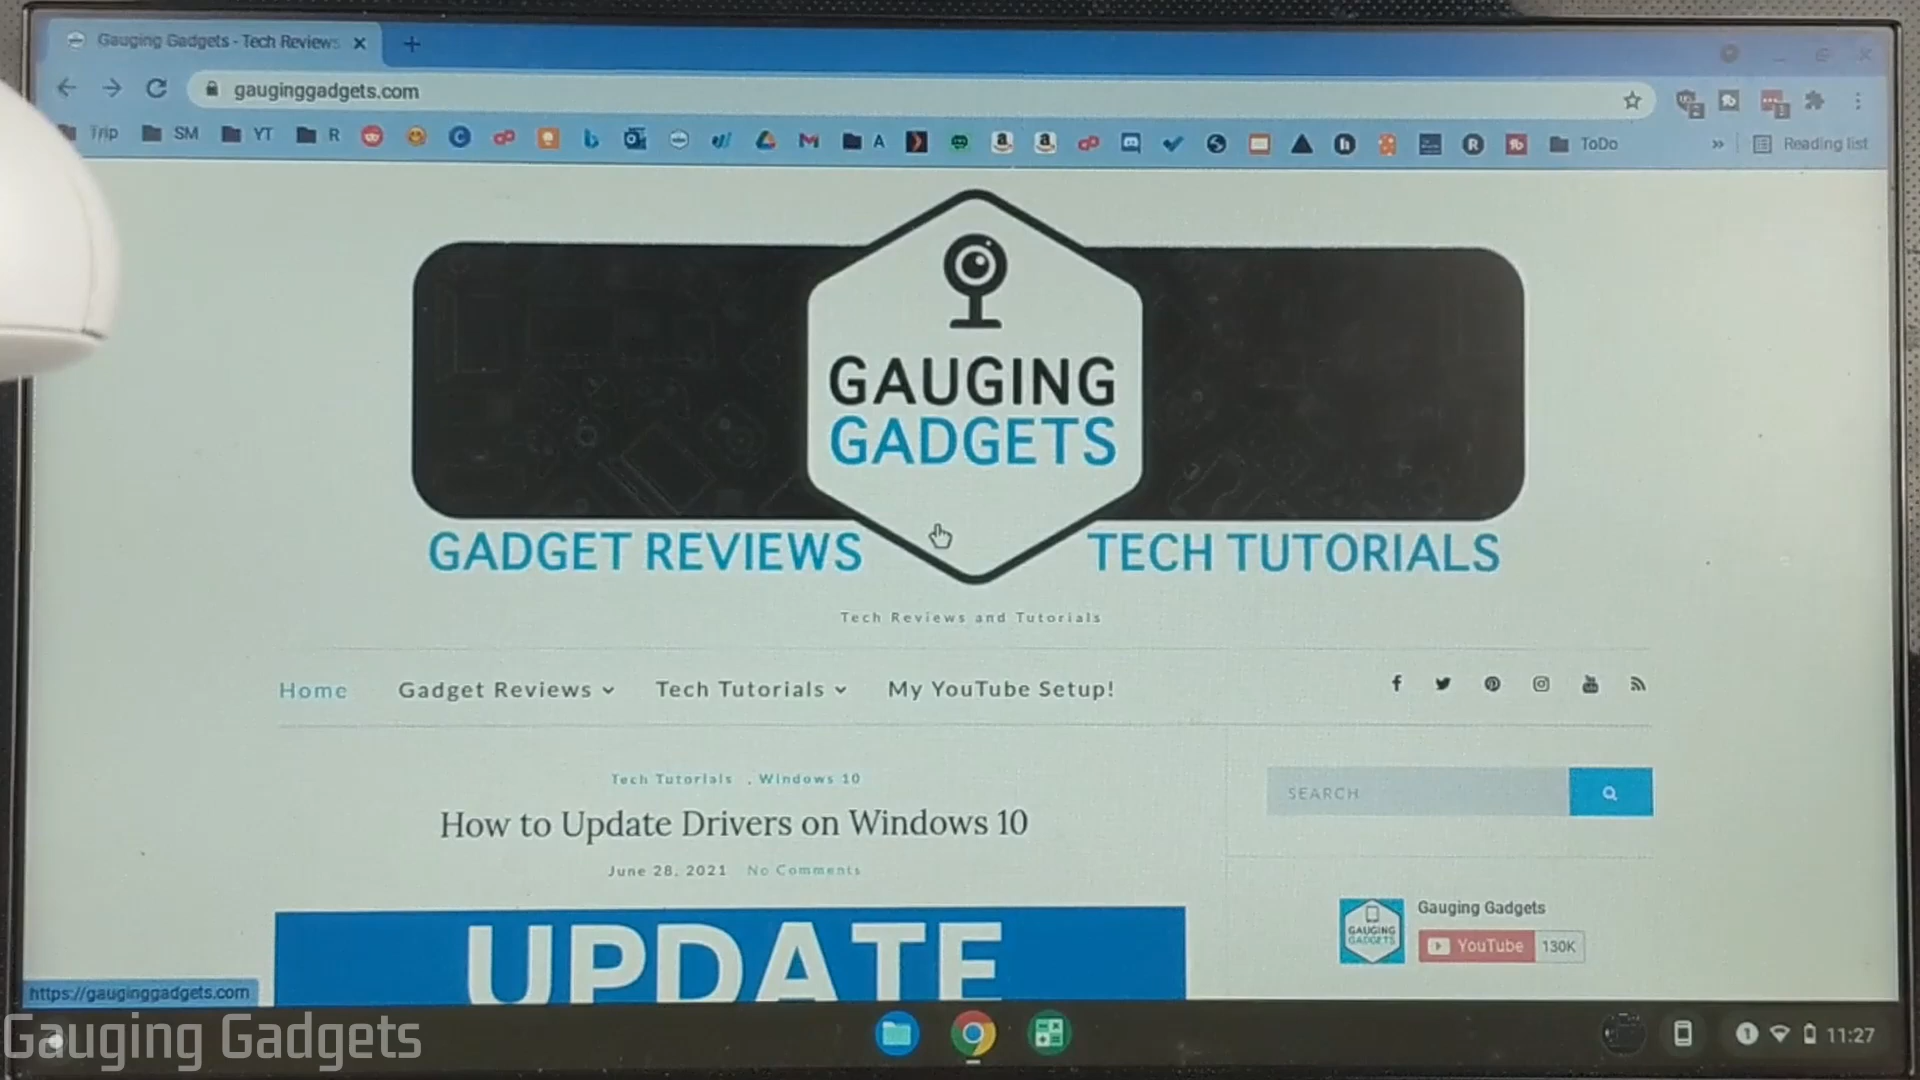 Gauging Gadgets - Tech Reviews
gauginggadgets.com
Trip SM YT R A ToDo » Reading list
GAUGING
GADGETS
GADGET REVIEWS TECH TUTORIALS
Tech Reviews and Tutorials
Home Gadget Reviews Tech Tutorials My YouTube Setup!
Tech Tutorials , Windows 10
How to Update Drivers on Windows 10
SEARCH
June 28, 2021 No Comments
Gauging Gadgets
GAUGING
GADGETS
YouTube 130K
UPDATE
https://gauginggadgets.com
Gauging Gadgets
1 11:27